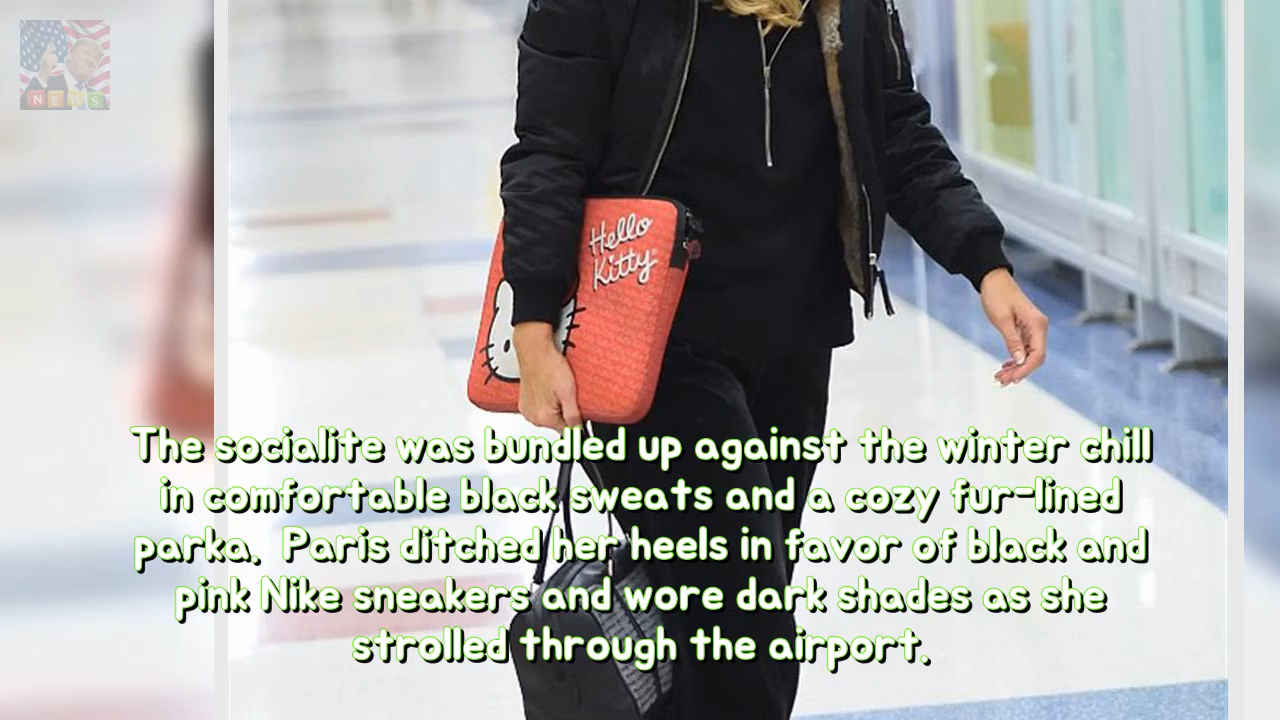 NEWS
Hello
Kitty
The socialite was bundled up against the winter chill
in comfortable black sweats and a cozy fur-lined
parka. Paris ditched her heels in favor of black and
pink Nike sneakers and wore dark shades as she
strolled through the airport.